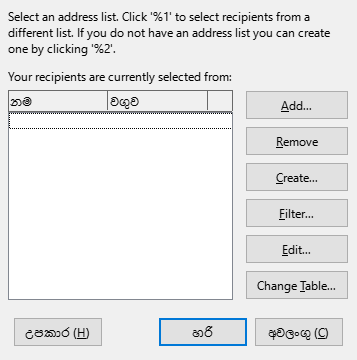 Select an address list. Click '%1' to select recipients from a
different list. If you do not have an address list you can create
one by clicking '%2'.
Your recipients are currently selected from:
නම වගුව
Add...
Remove
Create...
Filter...
Edit...
Change Table...
උපකාර (H) හරි අවලංගු (C)